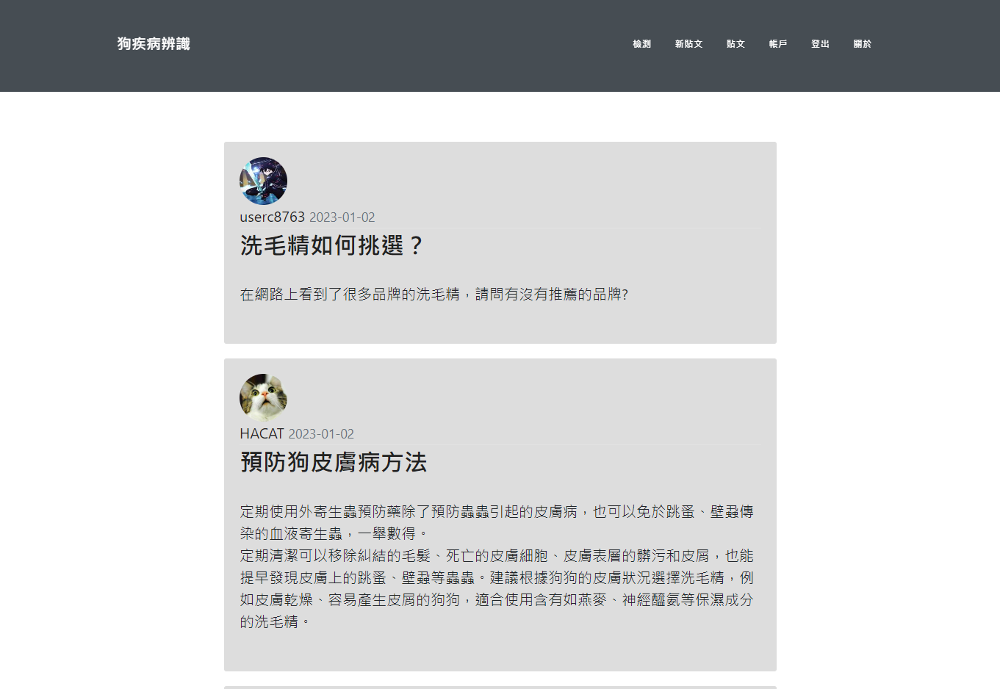 狗疾病辨識
檢測 新貼文 貼文 帳戶 登出 關於
userc8763 2023-01-02
洗毛精如何挑選？
在網路上看到了很多品牌的洗毛精，請問有沒有推薦的品牌?
HACAT 2023-01-02
預防狗皮膚病方法
定期使用外寄生蟲預防藥除了預防蟲蟲引起的皮膚病，也可以免於跳蚤、壁蝨傳
染的血液寄生蟲，一舉數得。
定期清潔可以移除糾結的毛髮、死亡的皮膚細胞、皮膚表層的髒污和皮屑，也能
提早發現皮膚上的跳蚤、壁蝨等蟲蟲。建議根據狗狗的皮膚狀況選擇洗毛精，例
如皮膚乾燥、容易產生皮屑的狗狗，適合使用含有如燕麥、神經醯氨等保濕成分
的洗毛精。